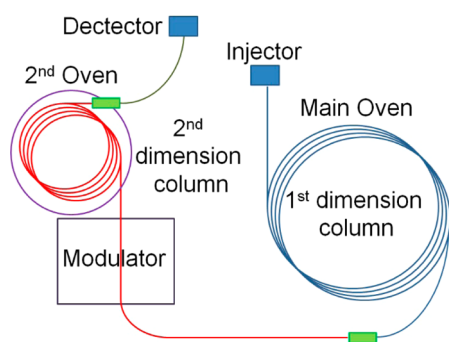 Dectector
Injector
2nd Oven
Main Oven
2nd
dimension
column
1st dimension
column
Modulator